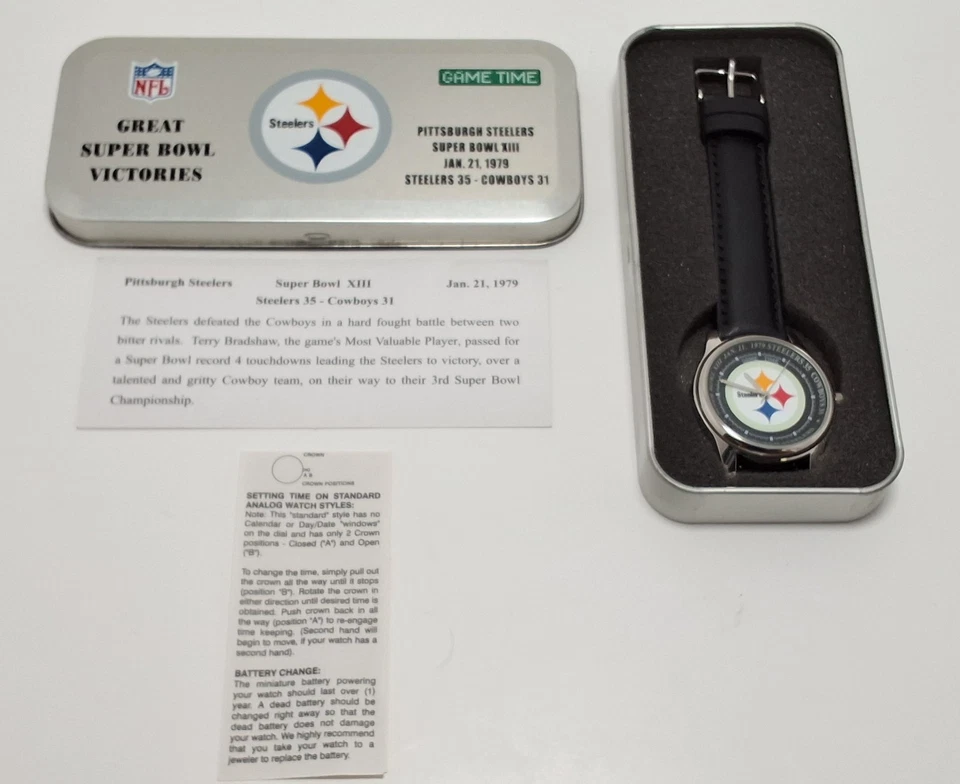 NFL
GREAT
SUPER BOWL
VICTORIES
Steelers
GAME TIME
PITTSBURGH STEELERS
SUPER BOWL XIII
JAN. 21, 1979
STEELERS 35 - COWBOYS 31
Pittsburgh Steelers Super Bowl XIII Jan. 21, 1979
Steelers 35 - Cowboys 31
The Steelers defeated the Cowboys in a hard fought battle between two
bitter rivals. Terry Bradshaw, the game's Most Valuable Player, passed for
a Super Bowl record 4 touchdowns leading the Steelers to victory, over a
talented and gritty Cowboy team, on their way to their 3rd Super Bowl
Championship.
CROWN
A B
CROWN POSITIONS
SETTING TIME ON STANDARD
ANALOG WATCH STYLES:
Note: This "standard" style has no
Calendar or Day/Date "windows"
on the dial and has only 2 Crown
positions - Closed ("A") and Open
("B").
To change the time, simply pull out
the crown all the way until it stops
(position "B"). Rotate the crown in
either direction until desired time is
obtained. Push crown back in all
the way (position "A") to re-engage
time keeping. (Second hand will
begin to move, if your watch has a
second hand).
BATTERY CHANGE:
The miniature battery powering
your watch should last over (1)
year. A dead battery should be
changed right away so that the
dead battery does not damage
your watch. We highly recommend
that you take your watch to a
jeweler to replace the battery.
JAN. 21, 1979 STEELERS 35 COWBOYS 31
Steelers